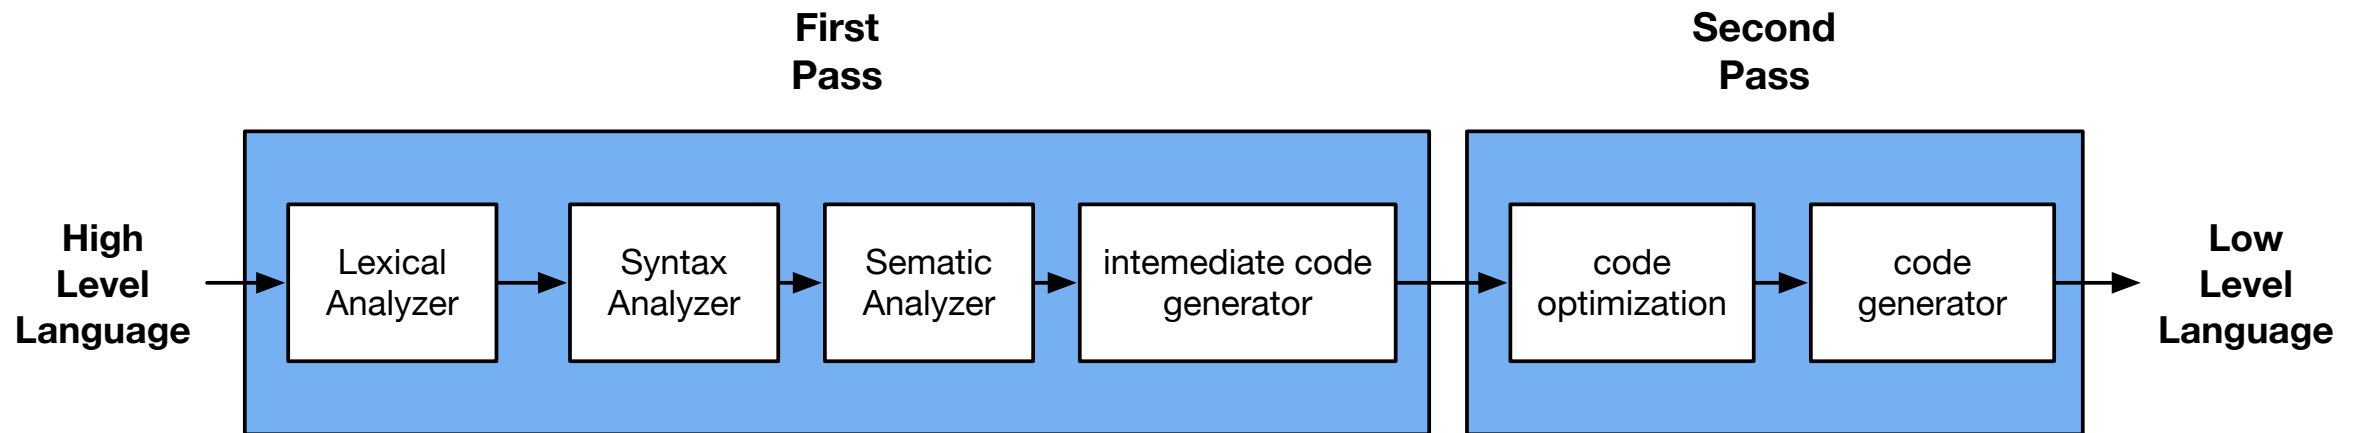 First
Pass
Second
Pass
High
Level
Language
Lexical
Analyzer
Syntax
Analyzer
Sematic
Analyzer
intemediate code
generator
code
optimization
code
generator
Low
Level
Language